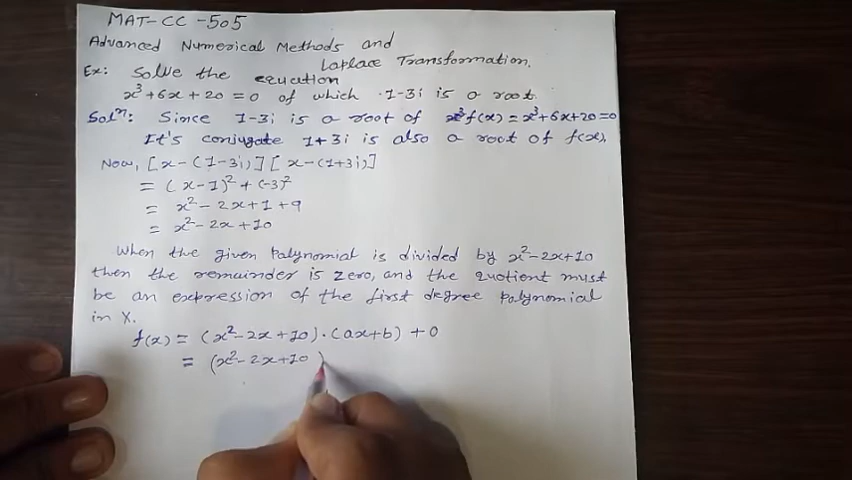 MAT-CC-505
Advanced Numerical Methods and
Laplace Transformation.
Ex: Solve the equation
x³+6x+20=0 of which 1-3i is a root.
Solⁿ: Since 1-3i is a root of f(x)=x³+6x+20=0
It's conjugate 1+3i is also a root of f(x).
Now, [x-(1-3i)][x-(1+3i)]
= (x-1)²+(-3)²
= x²-2x+1+9
= x²-2x+10
When the given Polynomial is divided by x²-2x+10
then the remainder is zero, and the quotient must
be an expression of the first degree polynomial
in X.
f(x) = (x²-2x+10)·(ax+b)+0
= (x²-2x+10)